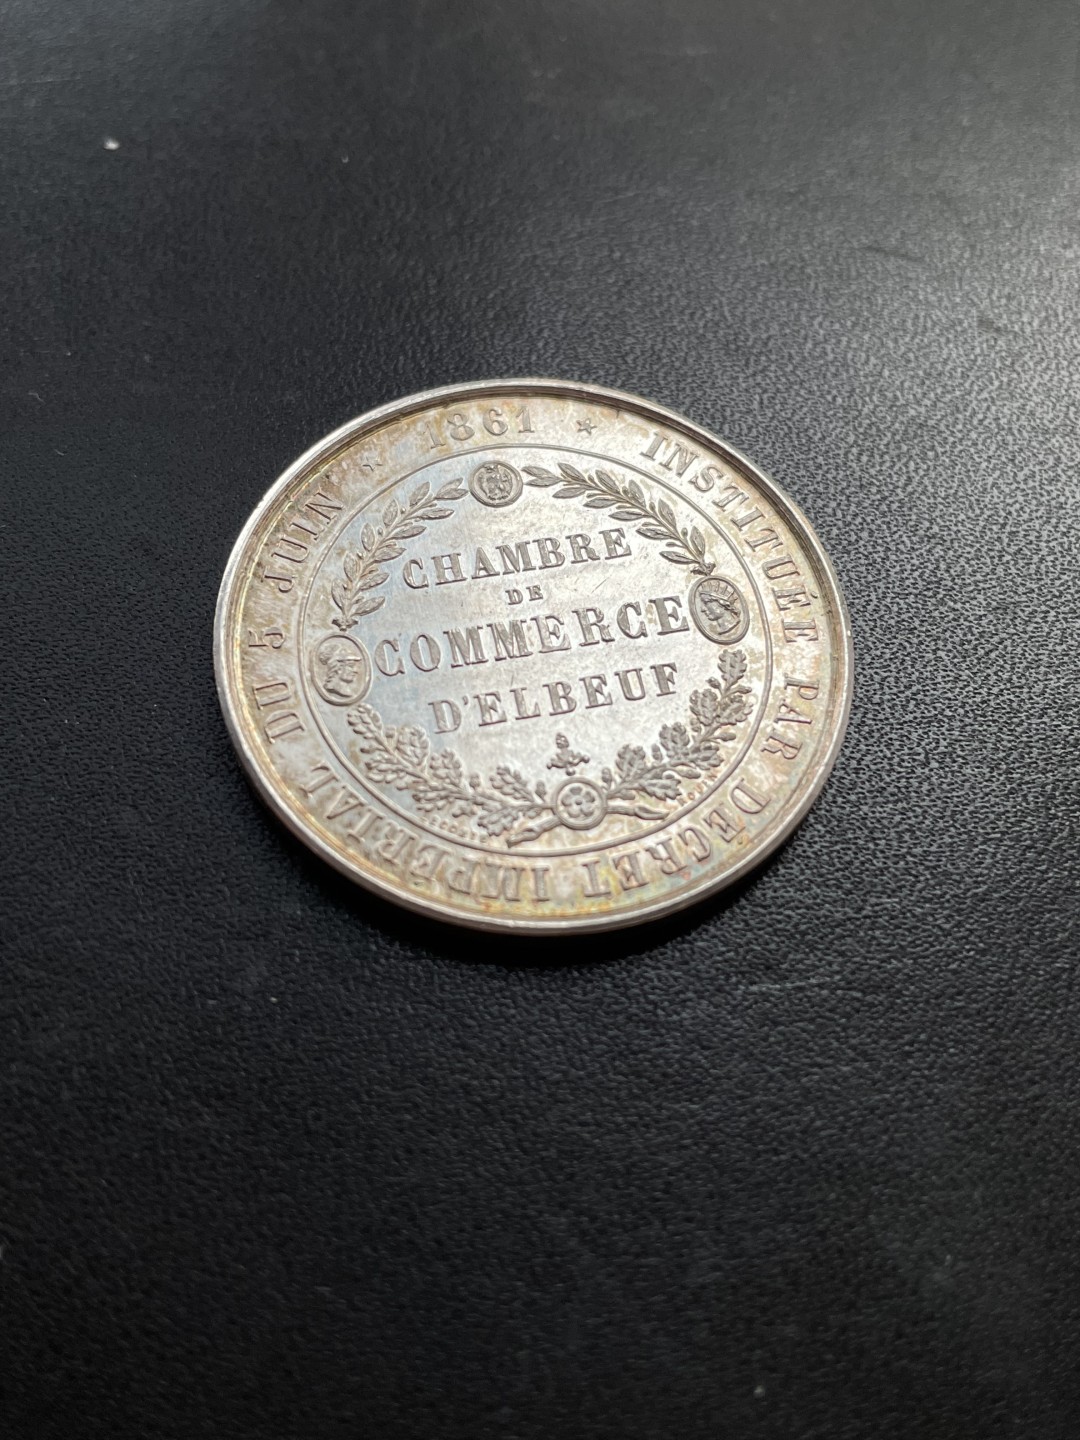 INSTITUÉE PAR DÉCRET IMPÉRIAL DU 5 JUIN * 1861 *
CHAMBRE
DE
COMMERCE
D'ELBEUF